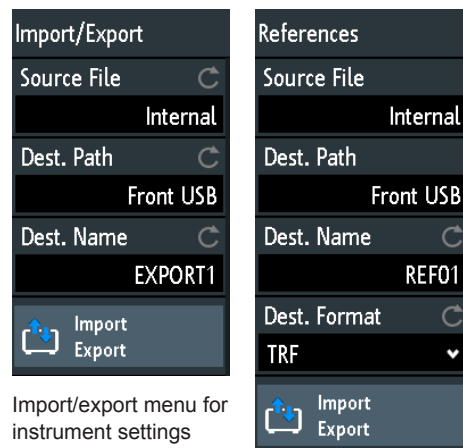 Import/Export
Source File
Internal
Dest. Path
Front USB
Dest. Name
EXPORT1
Import
Export
Import/export menu for
instrument settings
References
Source File
Internal
Dest. Path
Front USB
Dest. Name
REF01
Dest. Format
TRF
Import
Export